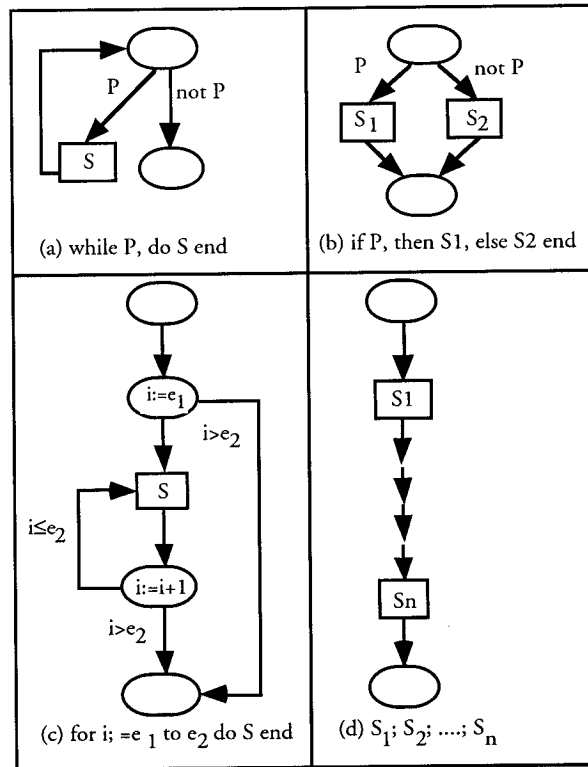 P
not P
S
(a) while P, do S end
P
not P
S1
S2
(b) if P, then S1, else S2 end
i:=e1
i>e2
S
i≤e2
i:=i+1
i>e2
(c) for i; =e1 to e2 do S end
S1
Sn
(d) S1; S2; ....; Sn